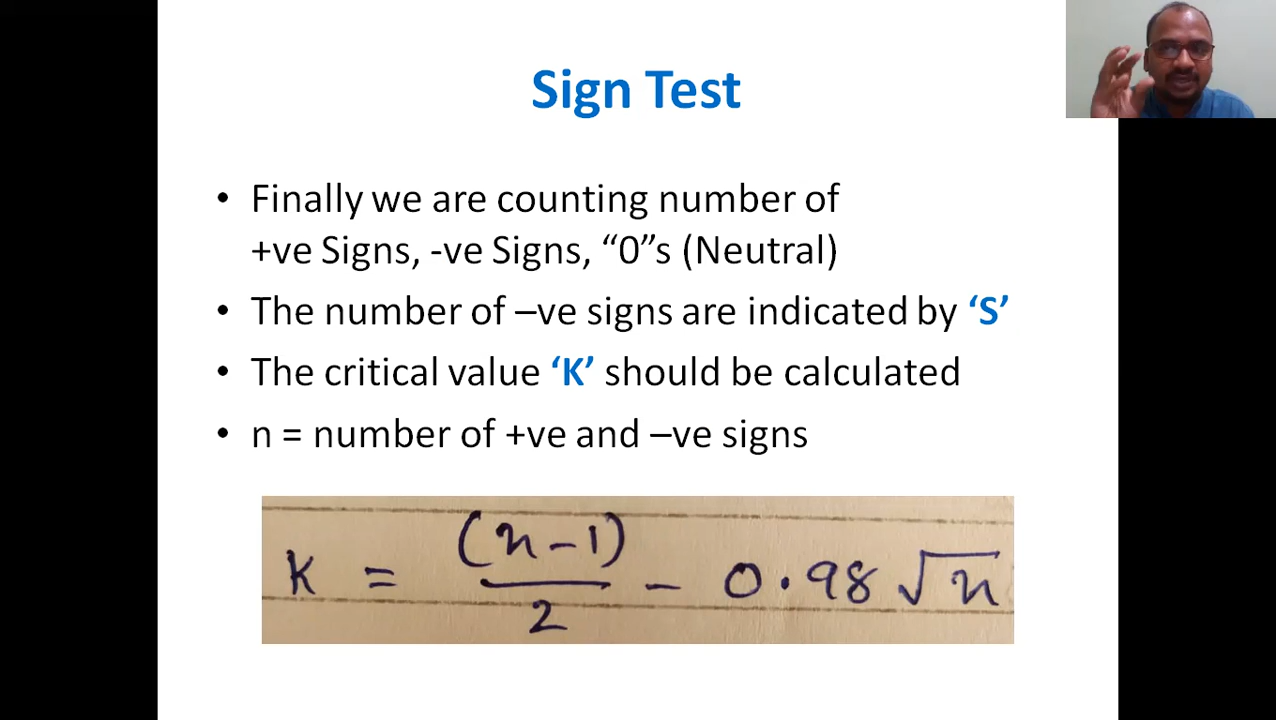 Sign Test
• Finally we are counting number of
+ve Signs, -ve Signs, “0”s (Neutral)
• The number of –ve signs are indicated by ‘S’
• The critical value ‘K’ should be calculated
• n = number of +ve and –ve signs
K = (n-1)/2 - 0.98 √n